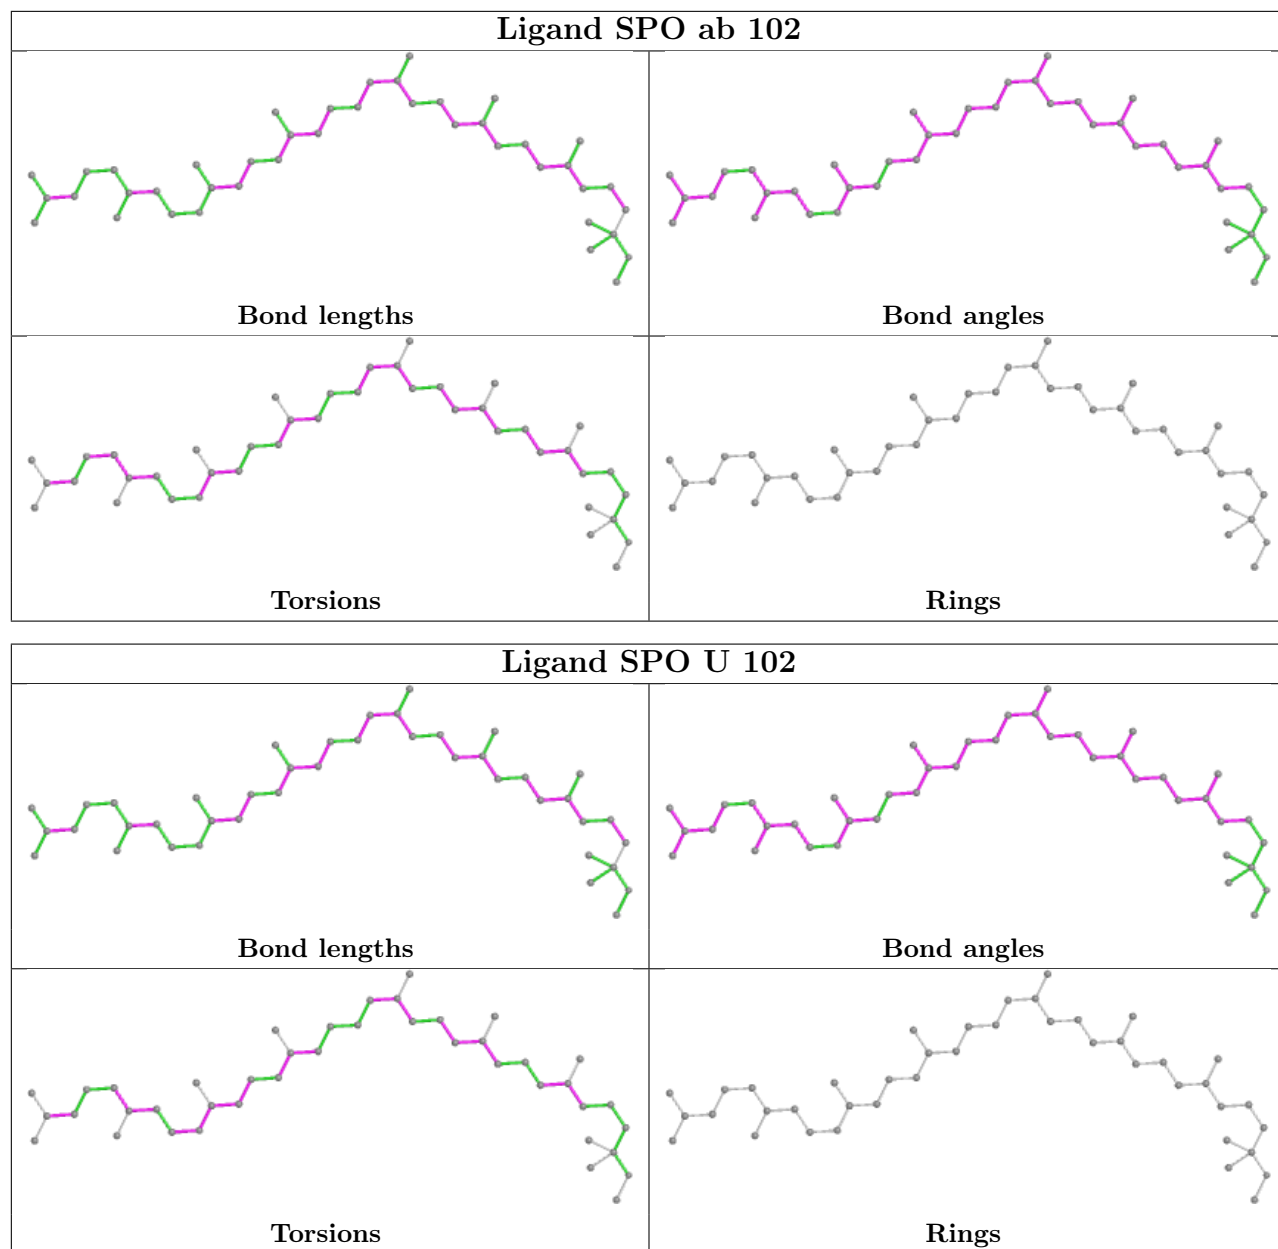 Ligand SPO ab 102
Bond lengths
Bond angles
Torsions
Rings
Ligand SPO U 102
Bond lengths
Bond angles
Torsions
Rings